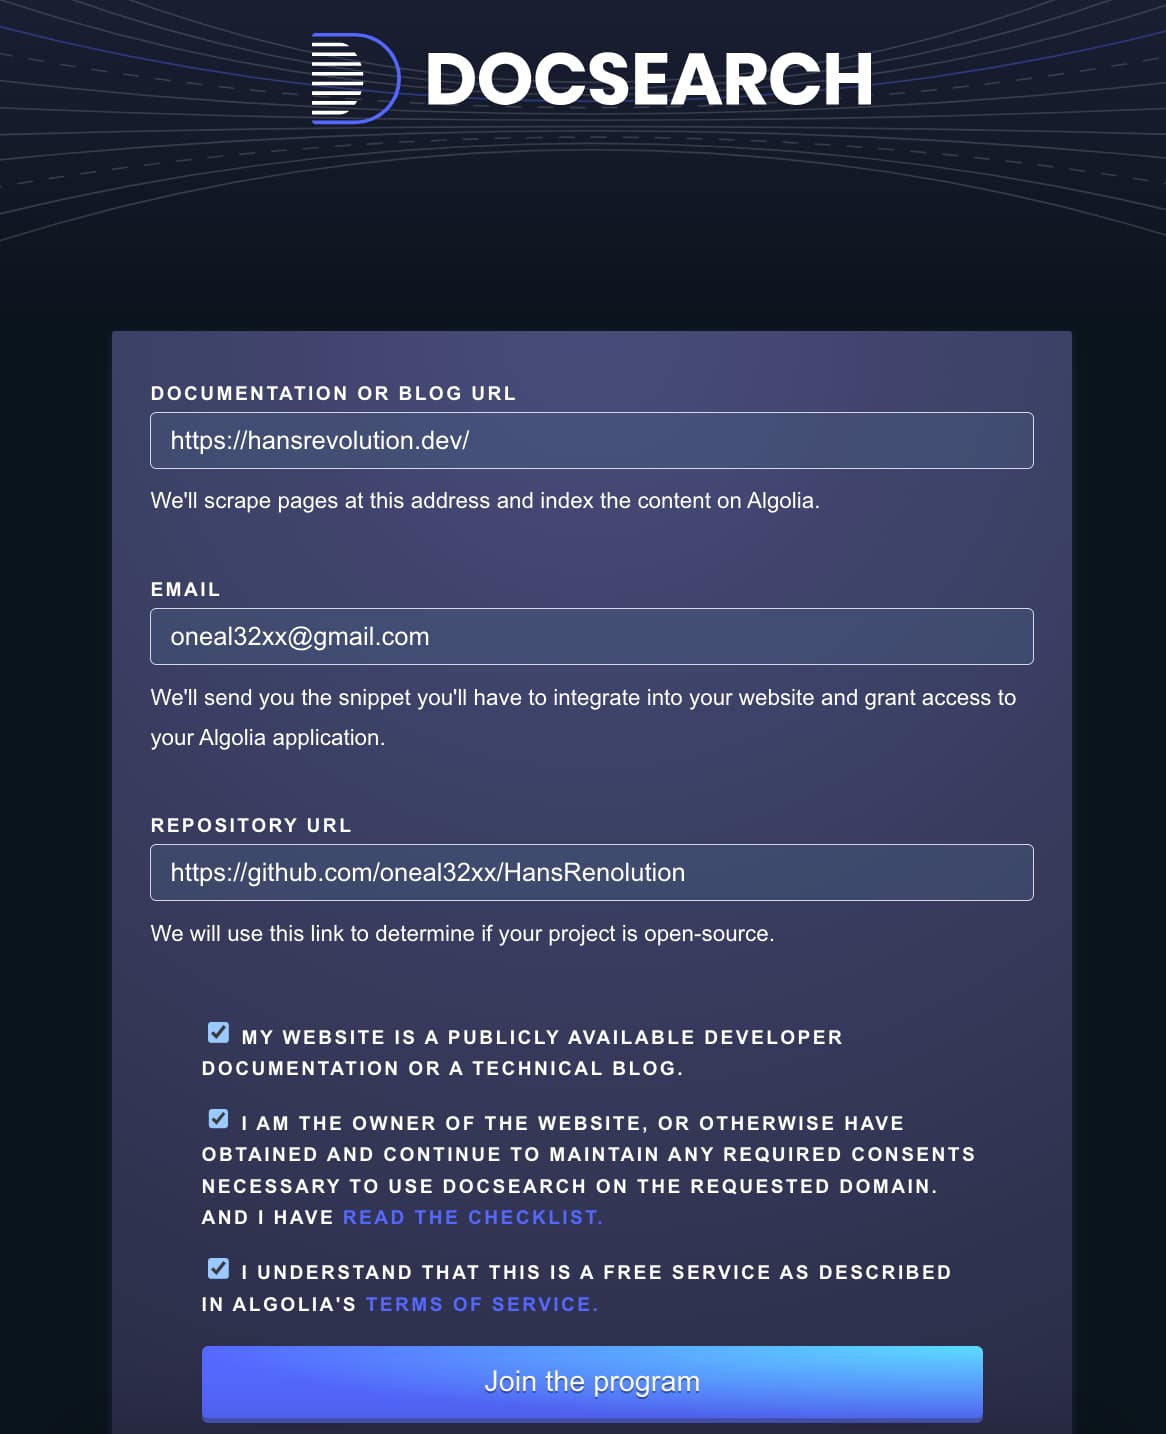 DOCSEARCH
DOCUMENTATION OR BLOG URL
https://hansrevolution.dev/
We'll scrape pages at this address and index the content on Algolia.
EMAIL
oneal32xx@gmail.com
We'll send you the snippet you'll have to integrate into your website and grant access to
your Algolia application.
REPOSITORY URL
https://github.com/oneal32xx/HansRenolution
We will use this link to determine if your project is open-source.
MY WEBSITE IS A PUBLICLY AVAILABLE DEVELOPER
DOCUMENTATION OR A TECHNICAL BLOG.
I AM THE OWNER OF THE WEBSITE, OR OTHERWISE HAVE
OBTAINED AND CONTINUE TO MAINTAIN ANY REQUIRED CONSENTS
NECESSARY TO USE DOCSEARCH ON THE REQUESTED DOMAIN.
AND I HAVE READ THE CHECKLIST.
I UNDERSTAND THAT THIS IS A FREE SERVICE AS DESCRIBED
IN ALGOLIA'S TERMS OF SERVICE.
Join the program